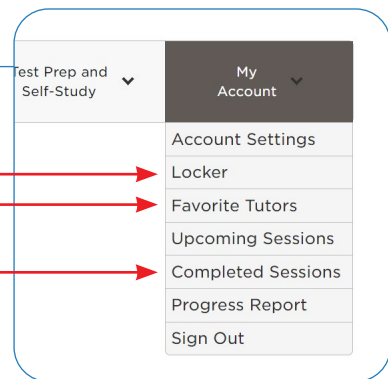 Test Prep and
Self-Study
My
Account
Account Settings
Locker
Favorite Tutors
Upcoming Sessions
Completed Sessions
Progress Report
Sign Out